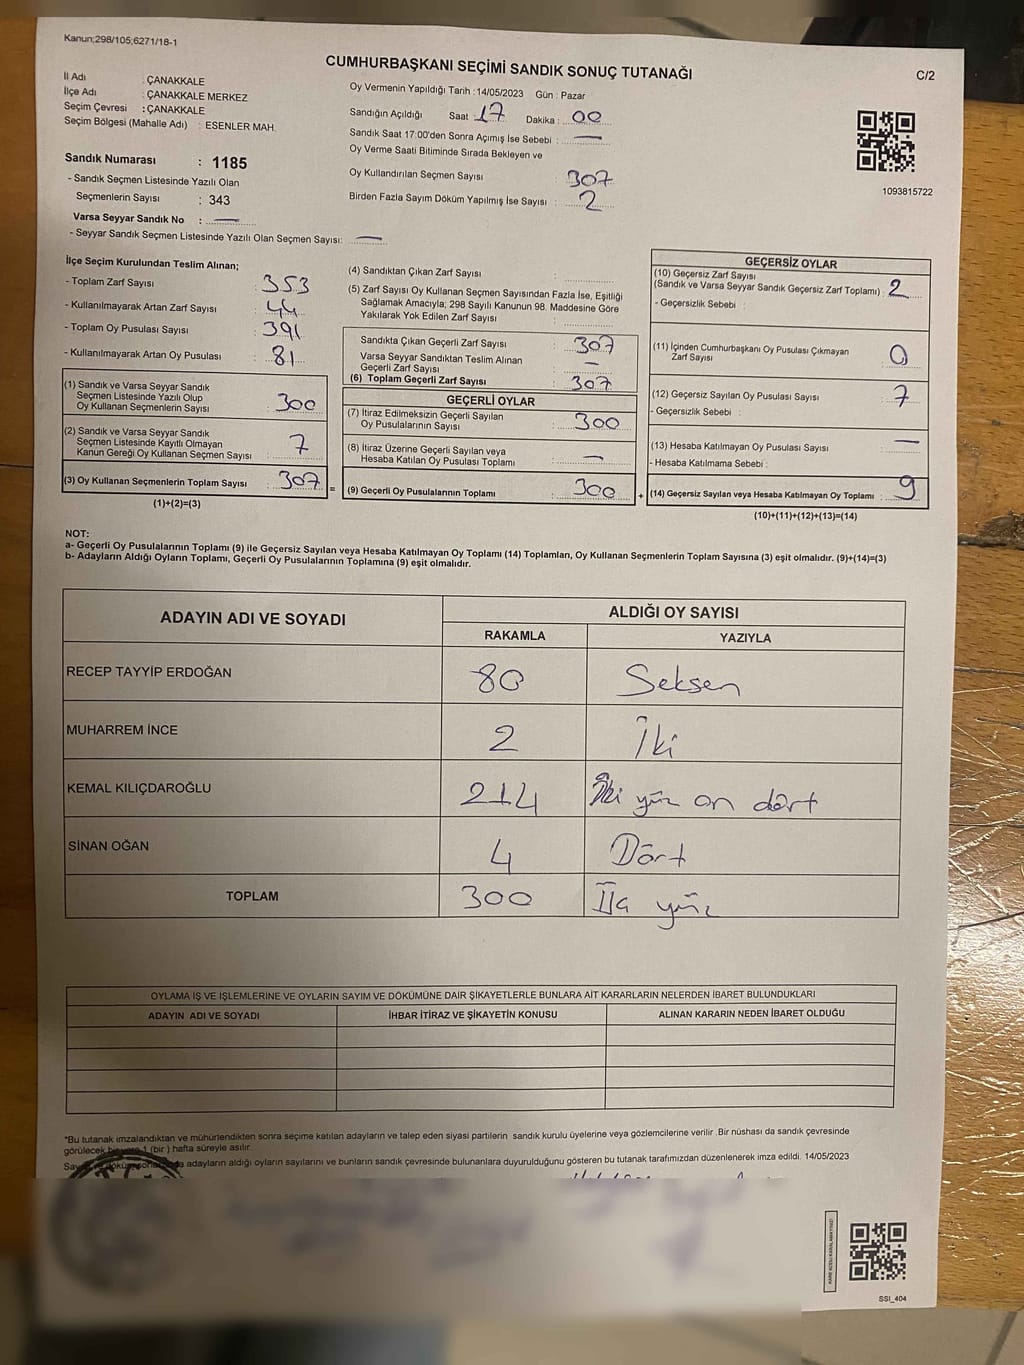 Kanun;298/105;6271/18-1
CUMHURBAŞKANI SEÇİMİ SANDIK SONUÇ TUTANAĞI
C/2
İl Adı : ÇANAKKALE
İlçe Adı : ÇANAKKALE MERKEZ
Seçim Çevresi : ÇANAKKALE
Seçim Bölgesi (Mahalle Adı) : ESENLER MAH.
Sandık Numarası : 1185
- Sandık Seçmen Listesinde Yazılı Olan
Seçmenlerin Sayısı : 343
Varsa Seyyar Sandık No : —
- Seyyar Sandık Seçmen Listesinde Yazılı Olan Seçmen Sayısı: —
Oy Vermenin Yapıldığı Tarih : 14/05/2023 Gün : Pazar
Sandığın Açıldığı Saat : 17 Dakika : 00
Sandık Saat 17:00'den Sonra Açımış İse Sebebi : —
Oy Verme Saati Bitiminde Sırada Bekleyen ve
Oy Kullandırılan Seçmen Sayısı : 307
Birden Fazla Sayım Döküm Yapılmış İse Sayısı : 2
1093815722
İlçe Seçim Kurulundan Teslim Alınan;
- Toplam Zarf Sayısı : 353
- Kullanılmayarak Artan Zarf Sayısı : 44
- Toplam Oy Pusulası Sayısı : 391
- Kullanılmayarak Artan Oy Pusulası : 81
(1) Sandık ve Varsa Seyyar Sandık
Seçmen Listesinde Yazılı Olup
Oy Kullanan Seçmenlerin Sayısı : 300
(2) Sandık ve Varsa Seyyar Sandık
Seçmen Listesinde Kayıtlı Olmayan
Kanun Gereği Oy Kullanan Seçmen Sayısı : 7
(3) Oy Kullanan Seçmenlerin Toplam Sayısı : 307
(1)+(2)=(3)
(4) Sandıktan Çıkan Zarf Sayısı :
(5) Zarf Sayısı Oy Kullanan Seçmen Sayısından Fazla İse, Eşitliği
Sağlamak Amacıyla; 298 Sayılı Kanunun 98. Maddesine Göre
Yakılarak Yok Edilen Zarf Sayısı :
Sandıkta Çıkan Geçerli Zarf Sayısı : 307
Varsa Seyyar Sandıktan Teslim Alınan
Geçerli Zarf Sayısı : —
(6) Toplam Geçerli Zarf Sayısı : 307
GEÇERLİ OYLAR
(7) İtiraz Edilmeksizin Geçerli Sayılan
Oy Pusulalarının Sayısı : 300
(8) İtiraz Üzerine Geçerli Sayılan veya
Hesaba Katılan Oy Pusulası Toplamı : —
= (9) Geçerli Oy Pusulalarının Toplamı : 300
GEÇERSİZ OYLAR
(10) Geçersiz Zarf Sayısı
(Sandık ve Varsa Seyyar Sandık Geçersiz Zarf Toplamı) : 2
- Geçersizlik Sebebi :
(11) İçinden Cumhurbaşkanı Oy Pusulası Çıkmayan
Zarf Sayısı : 0
(12) Geçersiz Sayılan Oy Pusulası Sayısı : 7
- Geçersizlik Sebebi :
(13) Hesaba Katılmayan Oy Pusulası Sayısı : —
- Hesaba Katılmama Sebebi :
+ (14) Geçersiz Sayılan veya Hesaba Katılmayan Oy Toplamı : 9
(10)+(11)+(12)+(13)=(14)
NOT:
a- Geçerli Oy Pusulalarının Toplamı (9) ile Geçersiz Sayılan veya Hesaba Katılmayan Oy Toplamı (14) Toplamları, Oy Kullanan Seçmenlerin Toplam Sayısına (3) eşit olmalıdır. (9)+(14)=(3)
b- Adayların Aldığı Oyların Toplamı, Geçerli Oy Pusulalarının Toplamına (9) eşit olmalıdır.
ADAYIN ADI VE SOYADI
ALDIĞI OY SAYISI
RAKAMLA YAZIYLA
RECEP TAYYİP ERDOĞAN 80 Seksen
MUHARREM İNCE 2 İki
KEMAL KILIÇDAROĞLU 214 İki yüz on dört
SİNAN OĞAN 4 Dört
TOPLAM 300 yüz
OYLAMA İŞ VE İŞLEMLERİNE VE OYLARIN SAYIM VE DÖKÜMÜNE DAİR ŞİKAYETLERLE BUNLARA AİT KARARLARIN NELERDEN İBARET BULUNDUKLARI
ADAYIN ADI VE SOYADI İHBAR İTİRAZ VE ŞİKAYETİN KONUSU ALINAN KARARIN NEDEN İBARET OLDUĞU
*Bu tutanak imzalandıktan ve mühürlendikten sonra seçime katılan adayların ve talep eden siyasi partilerin sandık kurulu üyelerine veya gözlemcilerine verilir. Bir nüshası da sandık çevresinde
görülecek bir yere 1 (bir) hafta süreyle asılır.
adayların aldığı oyların sayılarını ve bunların sandık çevresinde bulunanlara duyurulduğunu gösteren bu tutanak tarafımızdan düzenlenerek imza edildi. 14/05/2023
SSI_404